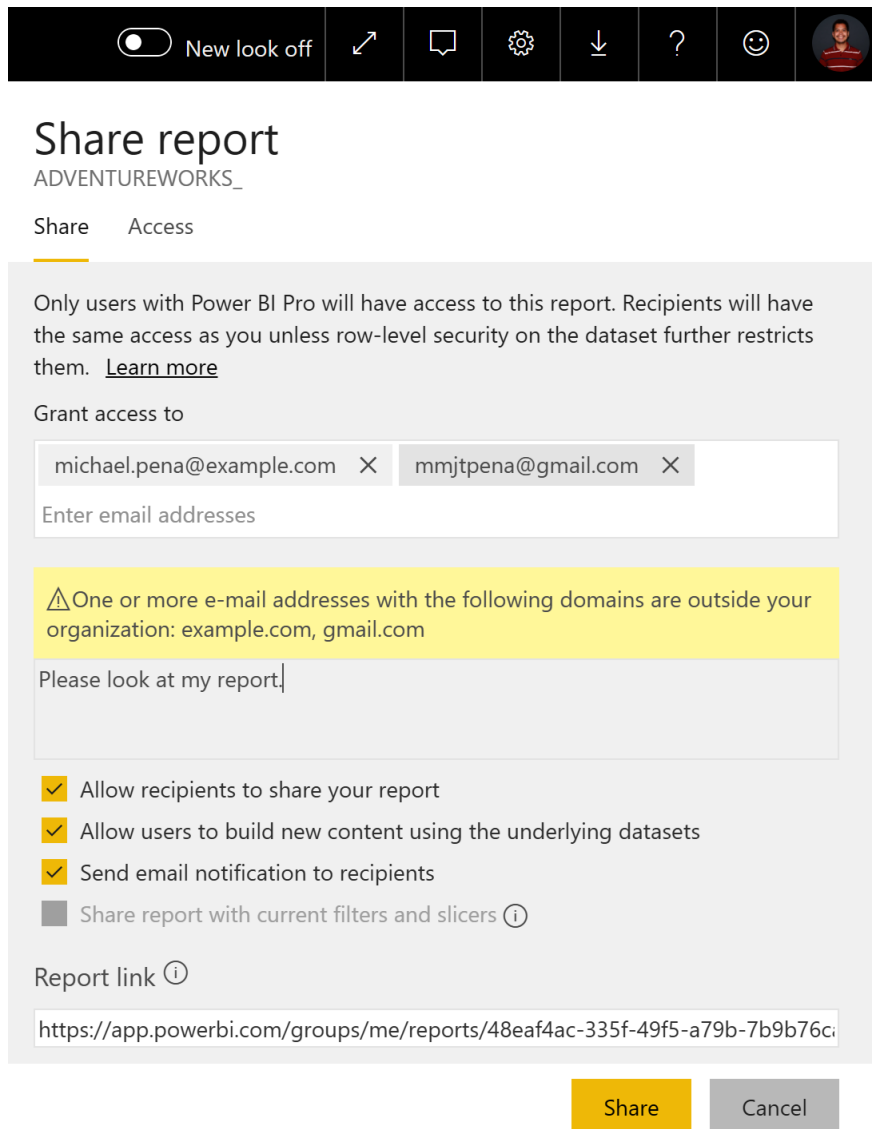 New look off
Share report
ADVENTUREWORKS_
Share Access
Only users with Power BI Pro will have access to this report. Recipients will have
the same access as you unless row-level security on the dataset further restricts
them. Learn more
Grant access to
michael.pena@example.com mmjtpena@gmail.com
Enter email addresses
One or more e-mail addresses with the following domains are outside your
organization: example.com, gmail.com
Please look at my report.
Allow recipients to share your report
Allow users to build new content using the underlying datasets
Send email notification to recipients
Share report with current filters and slicers
Report link
https://app.powerbi.com/groups/me/reports/48eaf4ac-335f-49f5-a79b-7b9b76ca
Share Cancel